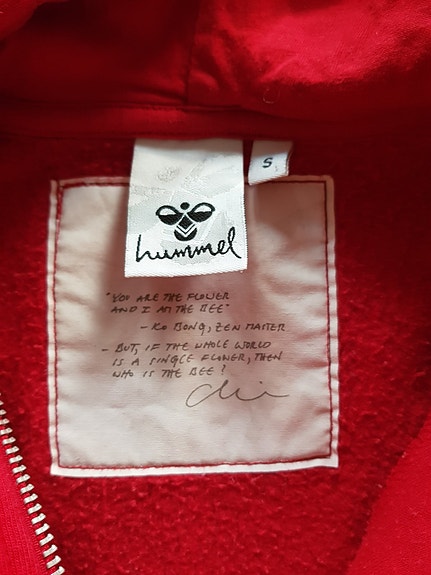 S
hummel
"YOU ARE THE FLOWER
AND I AM THE BEE"
- KO BONG, ZEN MASTER
- BUT, IF THE WHOLE WORLD
IS A SINGLE FLOWER, THEN
WHO IS THE BEE?